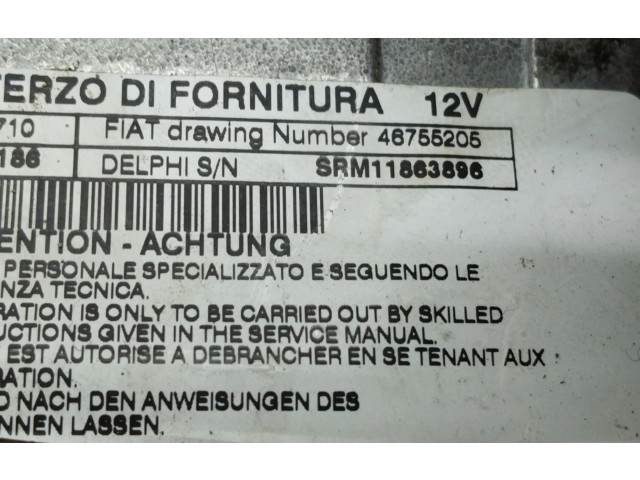 TERZO DI FORNITURA 12V
710 FIAT drawing Number 46755205
186 DELPHI S/N SRM11863896
ENTION - ACHTUNG
PERSONALE SPECIALIZZATO E SEGUENDO LE
NZA TECNICA.
RATION IS ONLY TO BE CARRIED OUT BY SKILLED
UCTIONS GIVEN IN THE SERVICE MANUAL.
EST AUTORISE A DEBRANCHER EN SE TENANT AUX
RATION.
O NACH DEN ANWEISUNGEN DES
NNEN LASSEN.